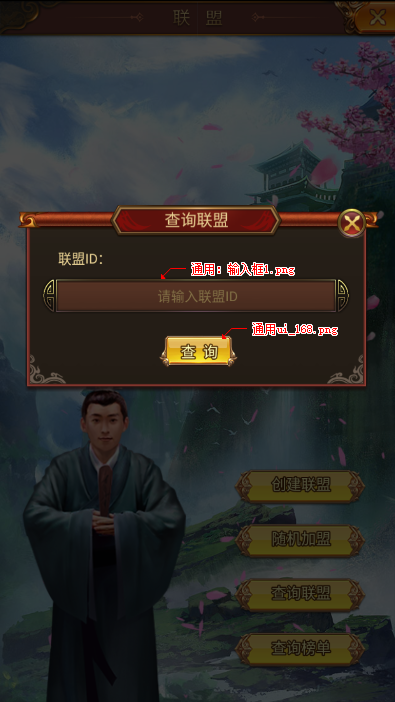 联 盟
查询联盟
联盟ID：
通用：输入框1.png
请输入联盟ID
通用ui_168.png
查 询
创建联盟
随机加盟
查询联盟
查询榜单